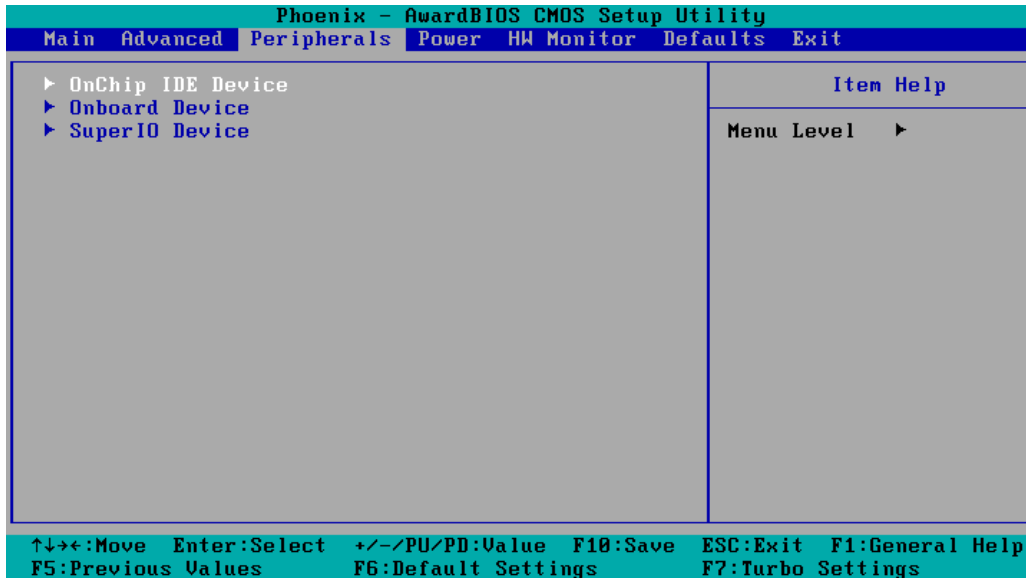 Phoenix - AwardBIOS CMOS Setup Utility
Main Advanced Peripherals Power HW Monitor Defaults Exit
► OnChip IDE Device
► Onboard Device
► SuperIO Device
Item Help
Menu Level ►
↑↓→←:Move Enter:Select +/-/PU/PD:Value F10:Save ESC:Exit F1:General Help
F5:Previous Values F6:Default Settings F7:Turbo Settings